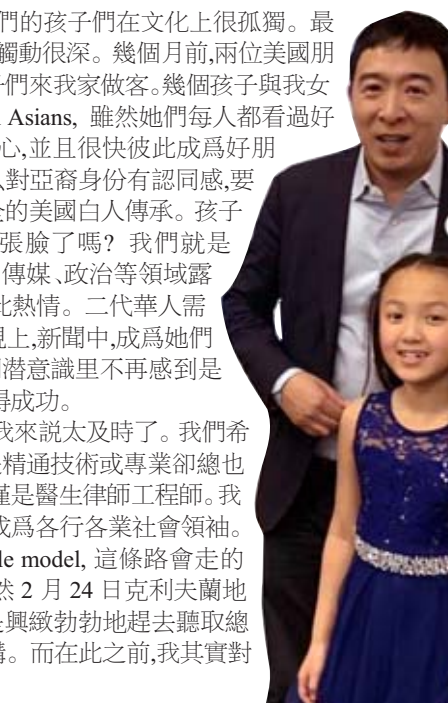 們的孩子們在文化上很孤獨。最
觸動很深。幾個月前,兩位美國朋
子們來我家做客。幾個孩子與我女
Asians, 雖然她們每人都看過好
心,並且很快彼此成爲好朋
對亞裔身份有認同感,要
的美國白人傳承。孩子
張臉了嗎? 我們就是
傳媒、政治等領域露
此熱情。二代華人需
視上,新聞中,成爲她們
潜意識里不再感到是
得成功。
我來説太及時了。我們希
精通技術或專業卻總也
僅是醫生律師工程師。我
成爲各行各業社會領袖。
le model, 這條路會走的
然 2 月 24 日克利夫蘭地
是興緻勃勃地趕去聽取總
講。而在此之前,我其實對